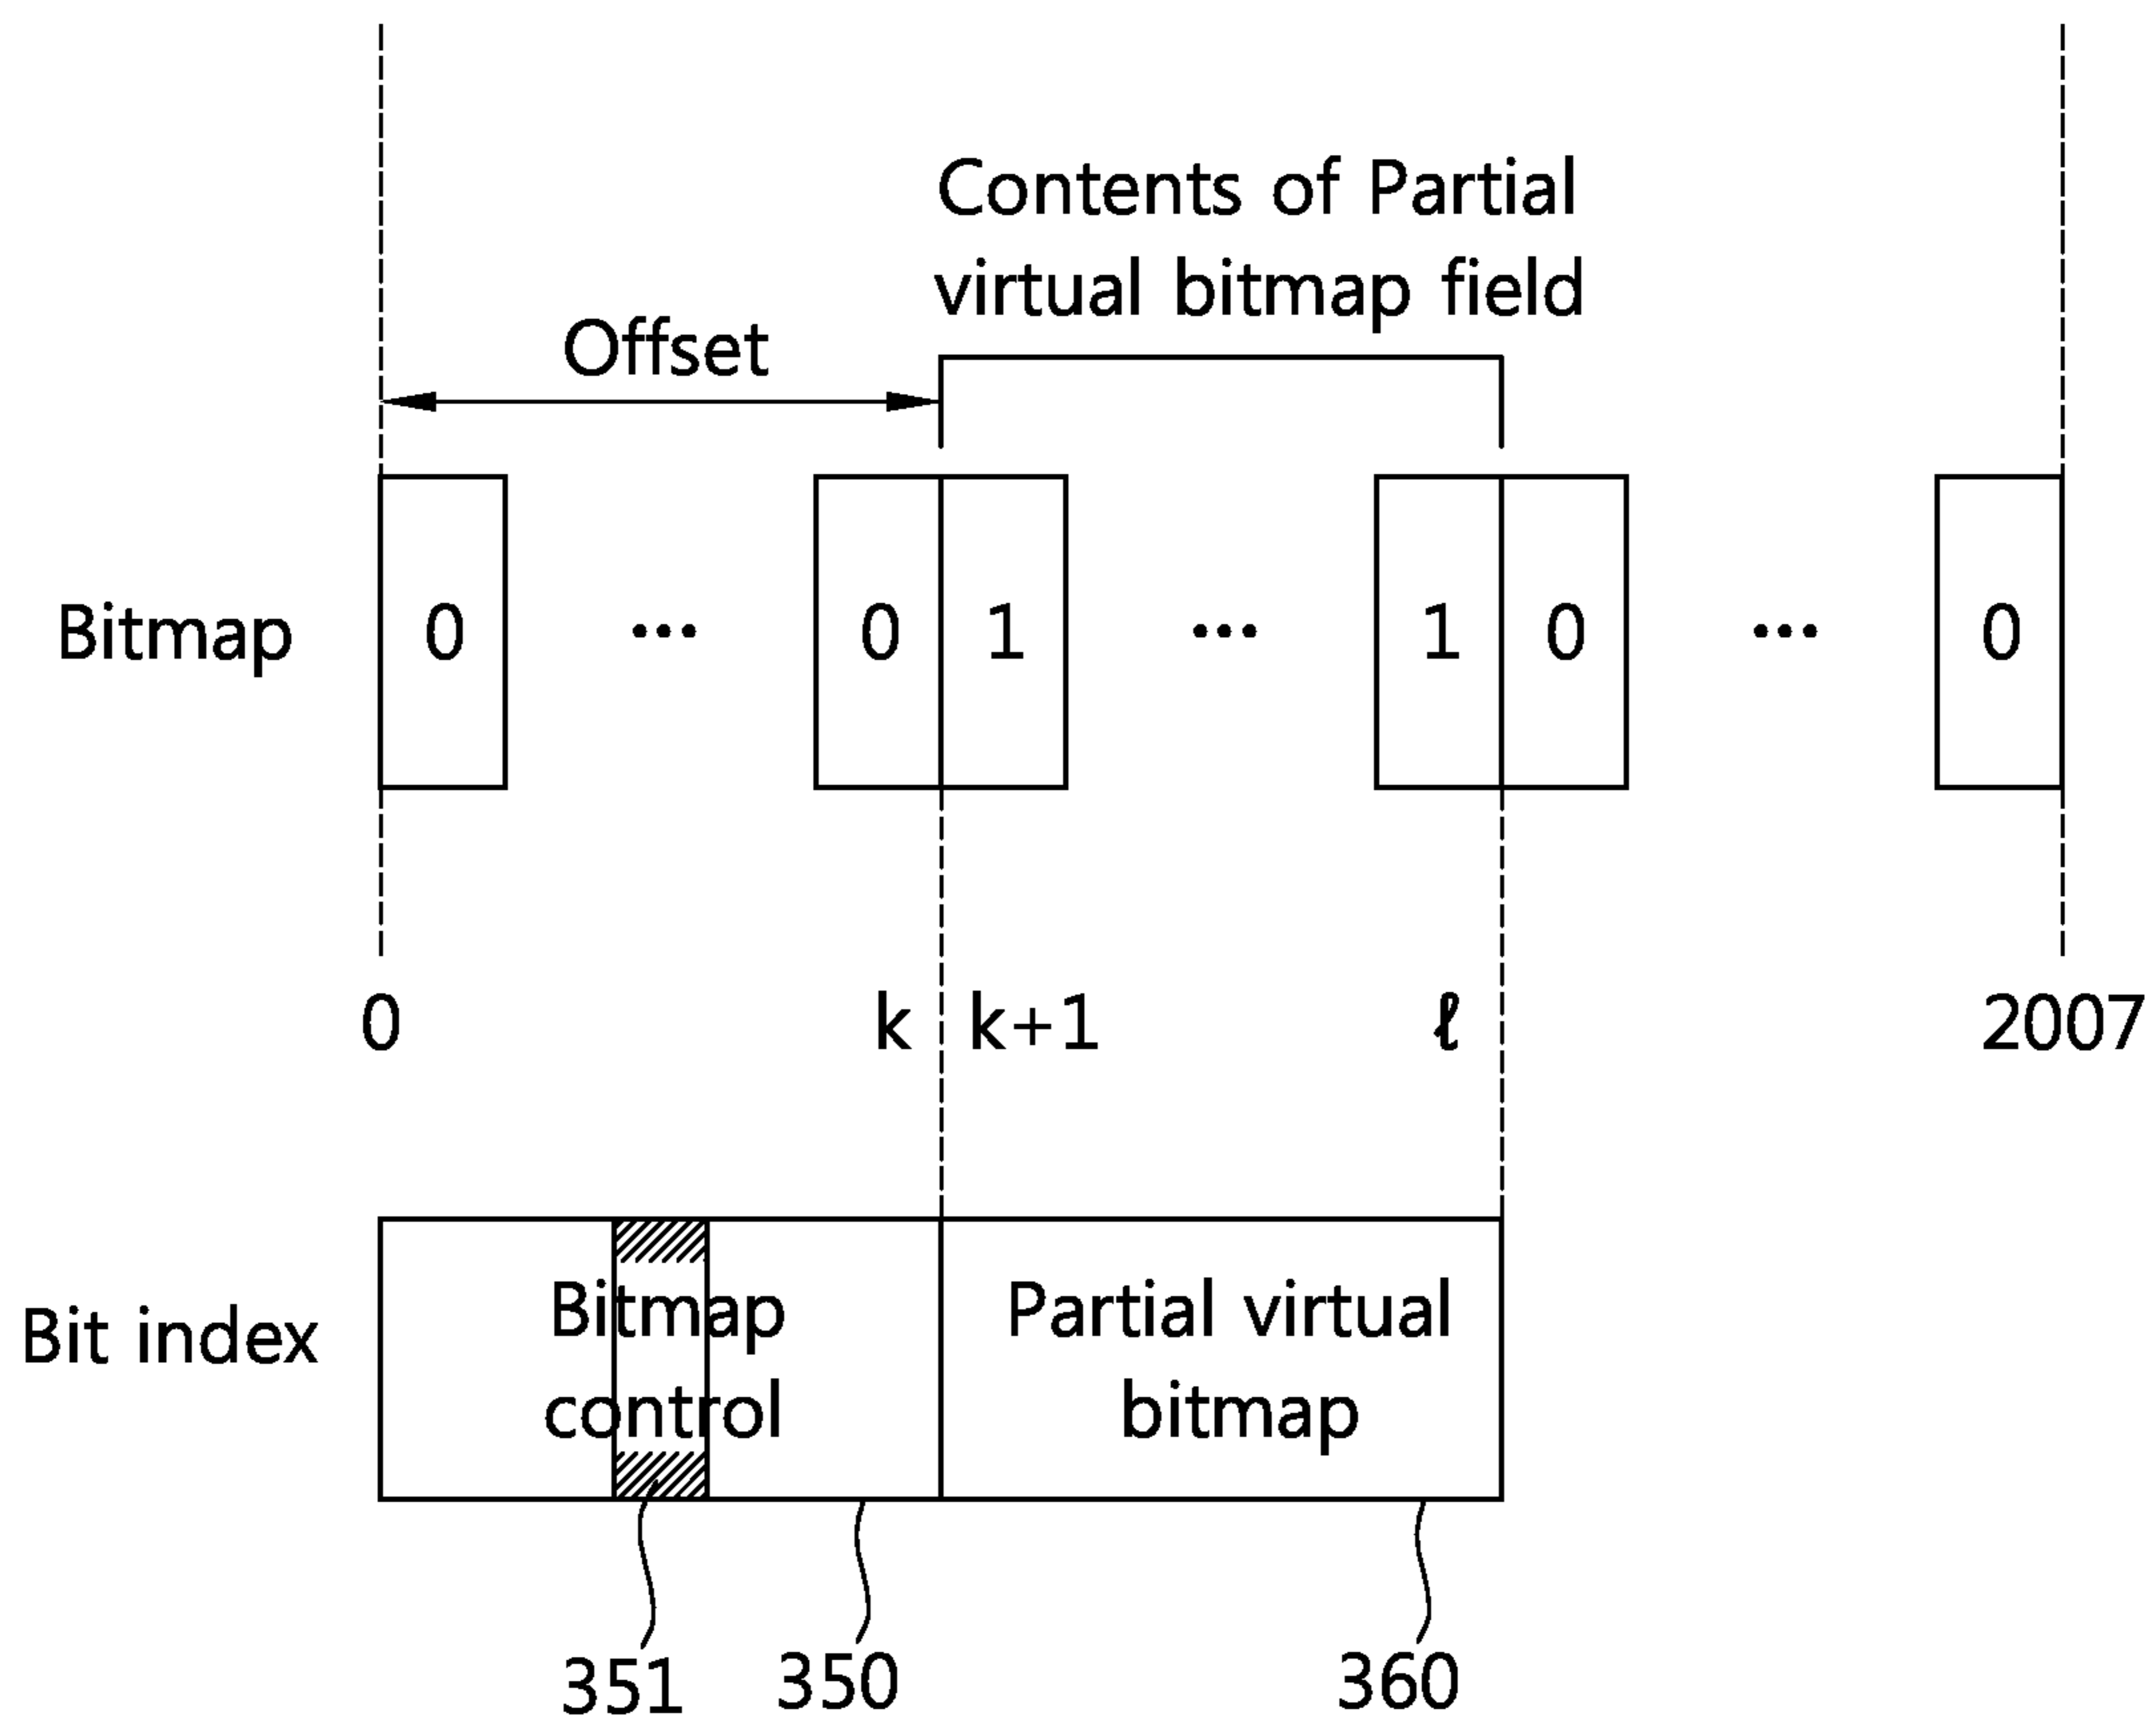 Contents of Partial
virtual bitmap field
Offset
Bitmap 0 ••• 0 1 ••• 1 0 ••• 0
0 k k+1 ℓ 2007
Bit index
Bitmap
control
Partial virtual
bitmap
351 350 360